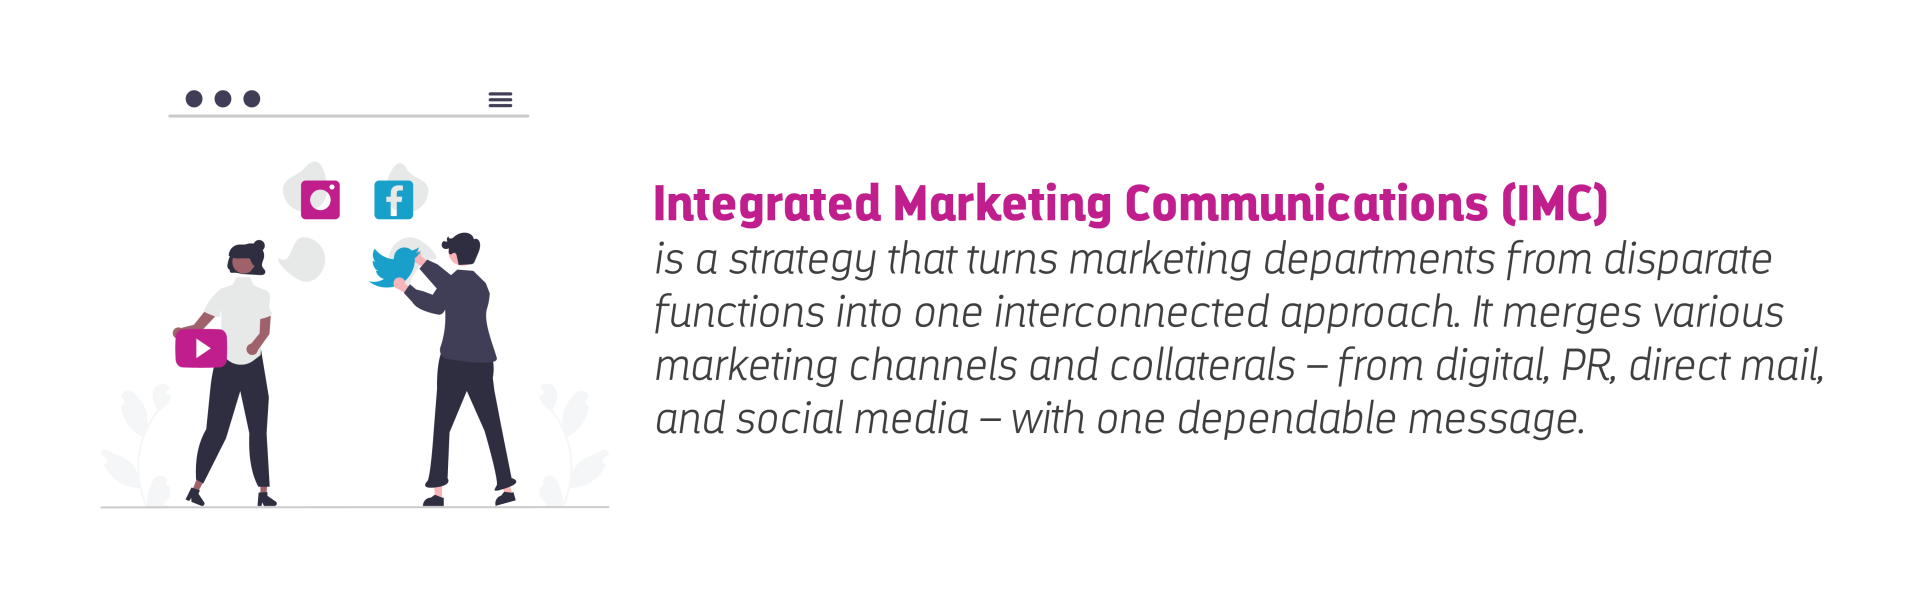 Integrated Marketing Communications (IMC)
is a strategy that turns marketing departments from disparate
functions into one interconnected approach. It merges various
marketing channels and collaterals – from digital, PR, direct mail,
and social media – with one dependable message.